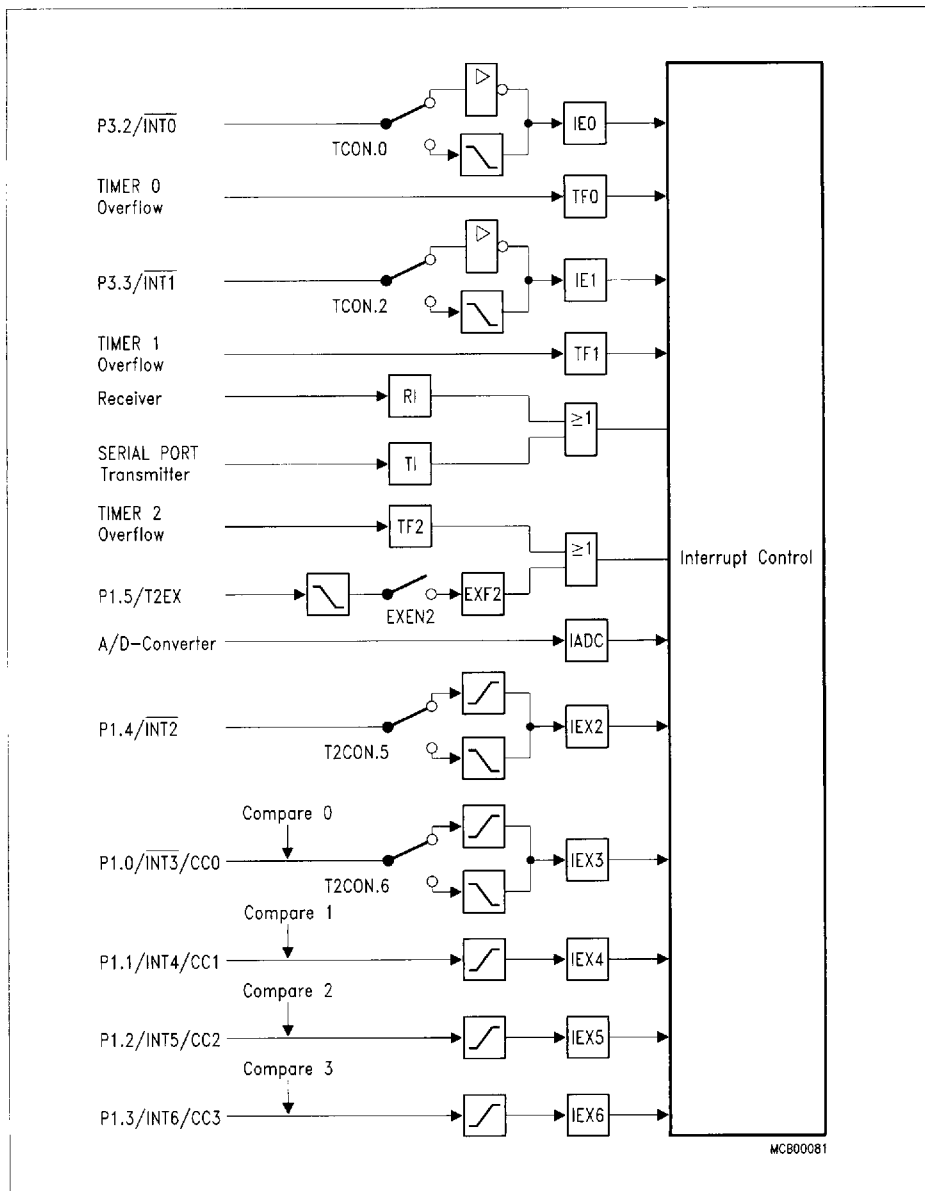 P3.2/INT0
TCON.0
IE0
TIMER 0
Overflow
TF0
P3.3/INT1
TCON.2
IE1
TIMER 1
Overflow
TF1
Receiver
RI
≥1
SERIAL PORT
Transmitter
TI
TIMER 2
Overflow
TF2
≥1
Interrupt Control
P1.5/T2EX
EXEN2
EXF2
A/D-Converter
IADC
P1.4/INT2
T2CON.5
IEX2
Compare 0
P1.0/INT3/CC0
T2CON.6
IEX3
Compare 1
P1.1/INT4/CC1
IEX4
Compare 2
P1.2/INT5/CC2
IEX5
Compare 3
P1.3/INT6/CC3
IEX6
MCB00081